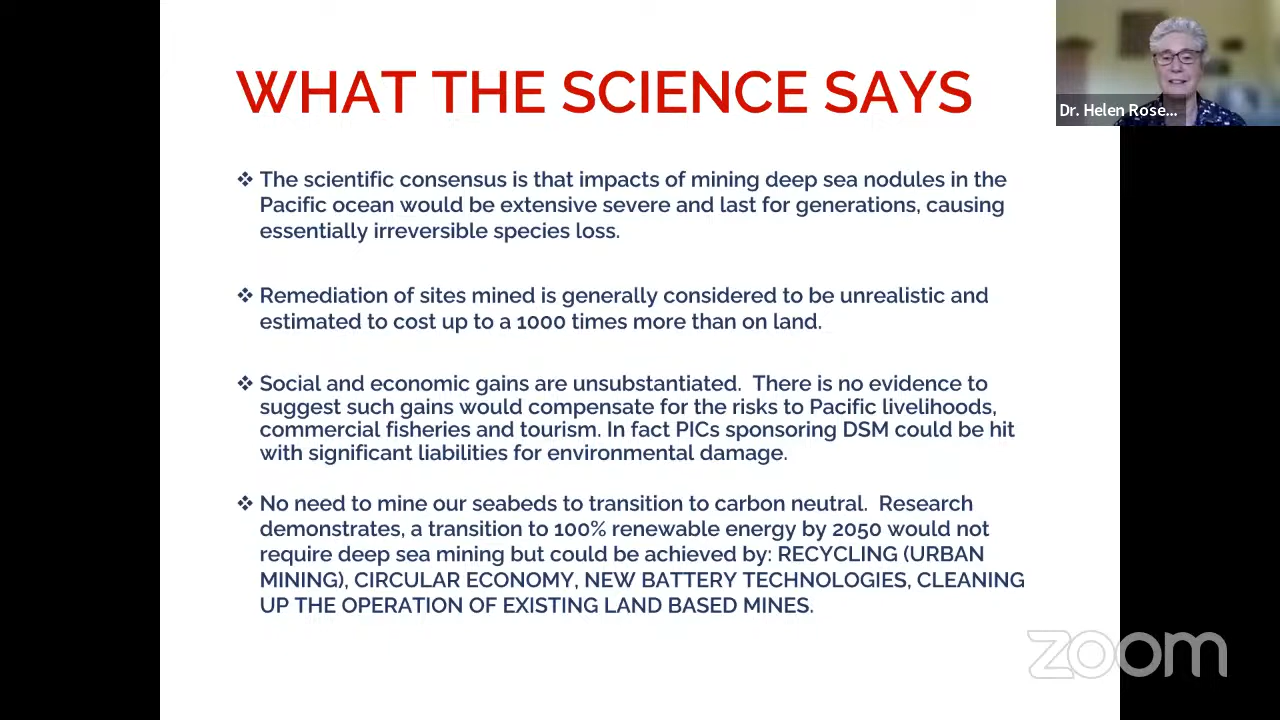 WHAT THE SCIENCE SAYS
Dr. Helen Rose...
❖ The scientific consensus is that impacts of mining deep sea nodules in the
Pacific ocean would be extensive severe and last for generations, causing
essentially irreversible species loss.
❖ Remediation of sites mined is generally considered to be unrealistic and
estimated to cost up to a 1000 times more than on land.
❖ Social and economic gains are unsubstantiated.  There is no evidence to
suggest such gains would compensate for the risks to Pacific livelihoods,
commercial fisheries and tourism. In fact PICs sponsoring DSM could be hit
with significant liabilities for environmental damage.
❖ No need to mine our seabeds to transition to carbon neutral.  Research
demonstrates, a transition to 100% renewable energy by 2050 would not
require deep sea mining but could be achieved by: RECYCLING (URBAN
MINING), CIRCULAR ECONOMY, NEW BATTERY TECHNOLOGIES, CLEANING
UP THE OPERATION OF EXISTING LAND BASED MINES.
zoom